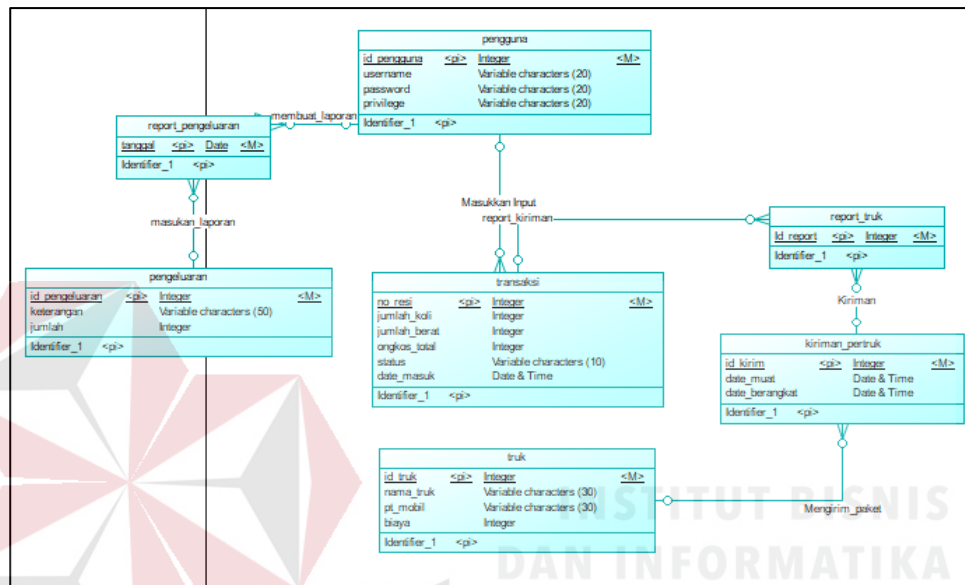 pengguna
id_pengguna <pi> Integer <M>
username Variable characters (20)
password Variable characters (20)
privilege Variable characters (20)
Identifier_1 <pi>
membuat_laporan
report_pengeluaran
tanggal <pi> Date <M>
Identifier_1 <pi>
masukan_laporan
Masukkan Input
report_kiriman
report_truk
Id_report <pi> Integer <M>
Identifier_1 <pi>
pengeluaran
id_pengeluaran <pi> Integer <M>
keterangan Variable characters (50)
jumlah Integer
Identifier_1 <pi>
transaksi
no_resi <pi> Integer <M>
jumlah_koli Integer
jumlah_berat Integer
ongkos_total Integer
status Variable characters (10)
date_masuk Date & Time
Identifier_1 <pi>
Kiriman
kiriman_pertruk
id_kirim <pi> Integer <M>
date_muat Date & Time
date_berangkat Date & Time
Identifier_1 <pi>
truk
id_truk <pi> Integer <M>
nama_truk Variable characters (30)
pt_mobil Variable characters (30)
biaya Integer
Identifier_1 <pi>
Mengirim_paket
INSTITUT BISNIS
DAN INFORMATIKA